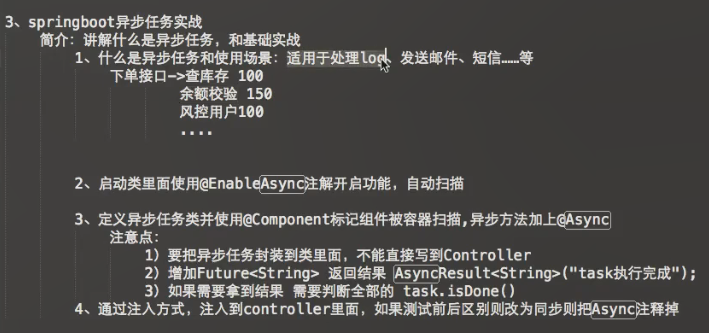 3、springboot异步任务实战
简介：讲解什么是异步任务，和基础实战
1、什么是异步任务和使用场景：适用于处理log、发送邮件、短信……等
下单接口->查库存 100
余额校验 150
风控用户100
....
2、启动类里面使用@EnableAsync注解开启功能，自动扫描
3、定义异步任务类并使用@Component标记组件被容器扫描,异步方法加上@Async
注意点：
1）要把异步任务封装到类里面，不能直接写到Controller
2）增加Future<String> 返回结果 AsyncResult<String>("task执行完成");
3）如果需要拿到结果 需要判断全部的 task.isDone()
4、通过注入方式，注入到controller里面，如果测试前后区别则改为同步则把Async注释掉